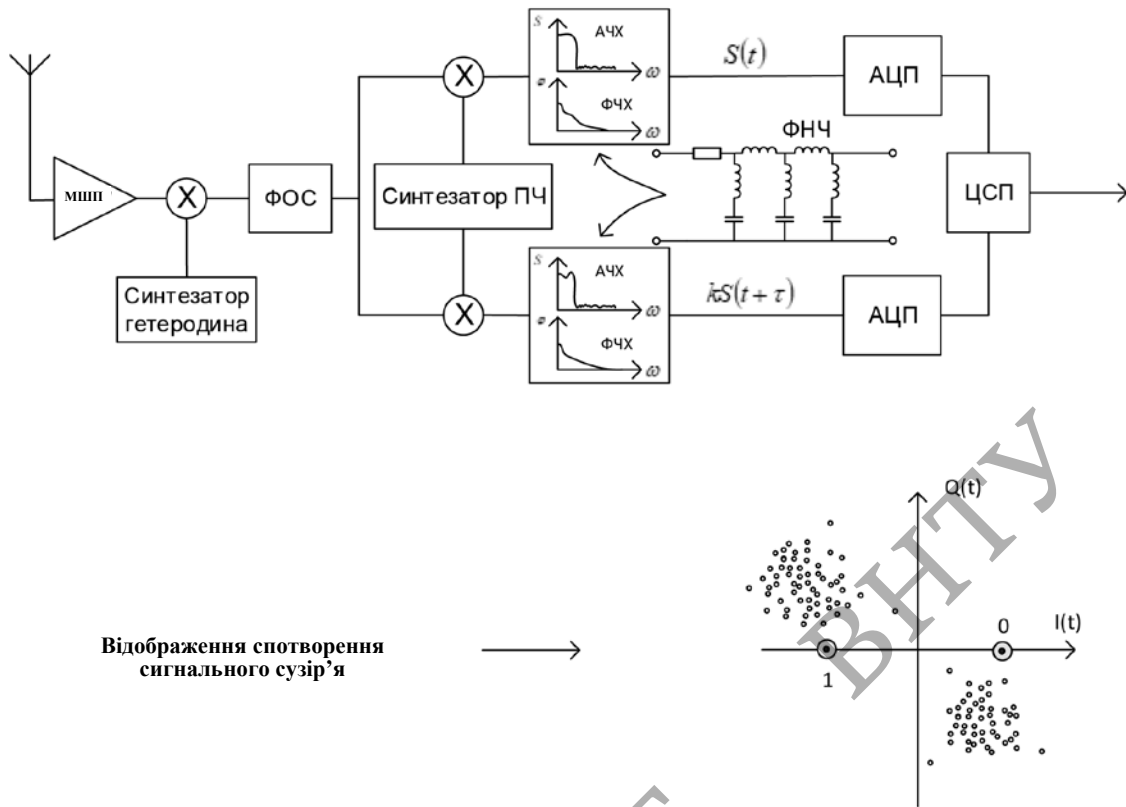 S
АЧХ
ω
φ
ФЧХ
ω
S(t)
АЦП
ФНЧ
МШП
X
X
ФОС
Синтезатор ПЧ
ЦСП
Синтезатор
гетеродина
X
S
АЧХ
φ
ФЧХ
ω
kS(t + τ)
АЦП
Q(t)
ВНТУ
I(t)
0
1
Відображення спотворення
сигнального сузір’я